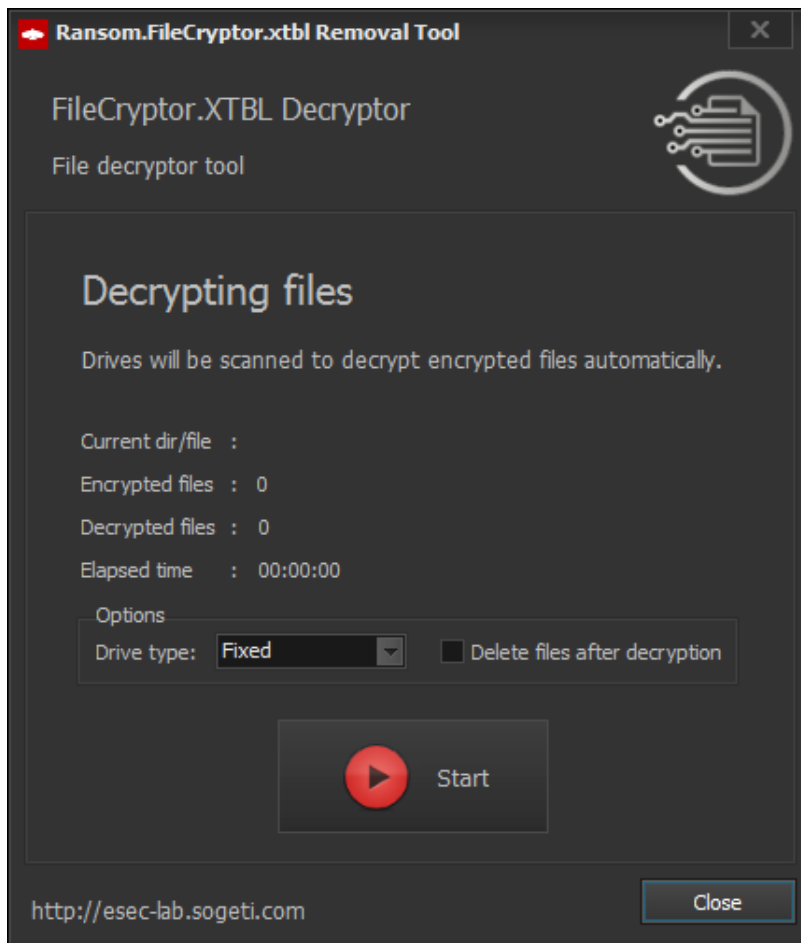 Ransom.FileCryptor.xtbl Removal Tool
FileCryptor.XTBL Decryptor
File decryptor tool
Decrypting files
Drives will be scanned to decrypt encrypted files automatically.
Current dir/file :
Encrypted files : 0
Decrypted files : 0
Elapsed time : 00:00:00
Options
Drive type: Fixed Delete files after decryption
Start
http://esec-lab.sogeti.com Close